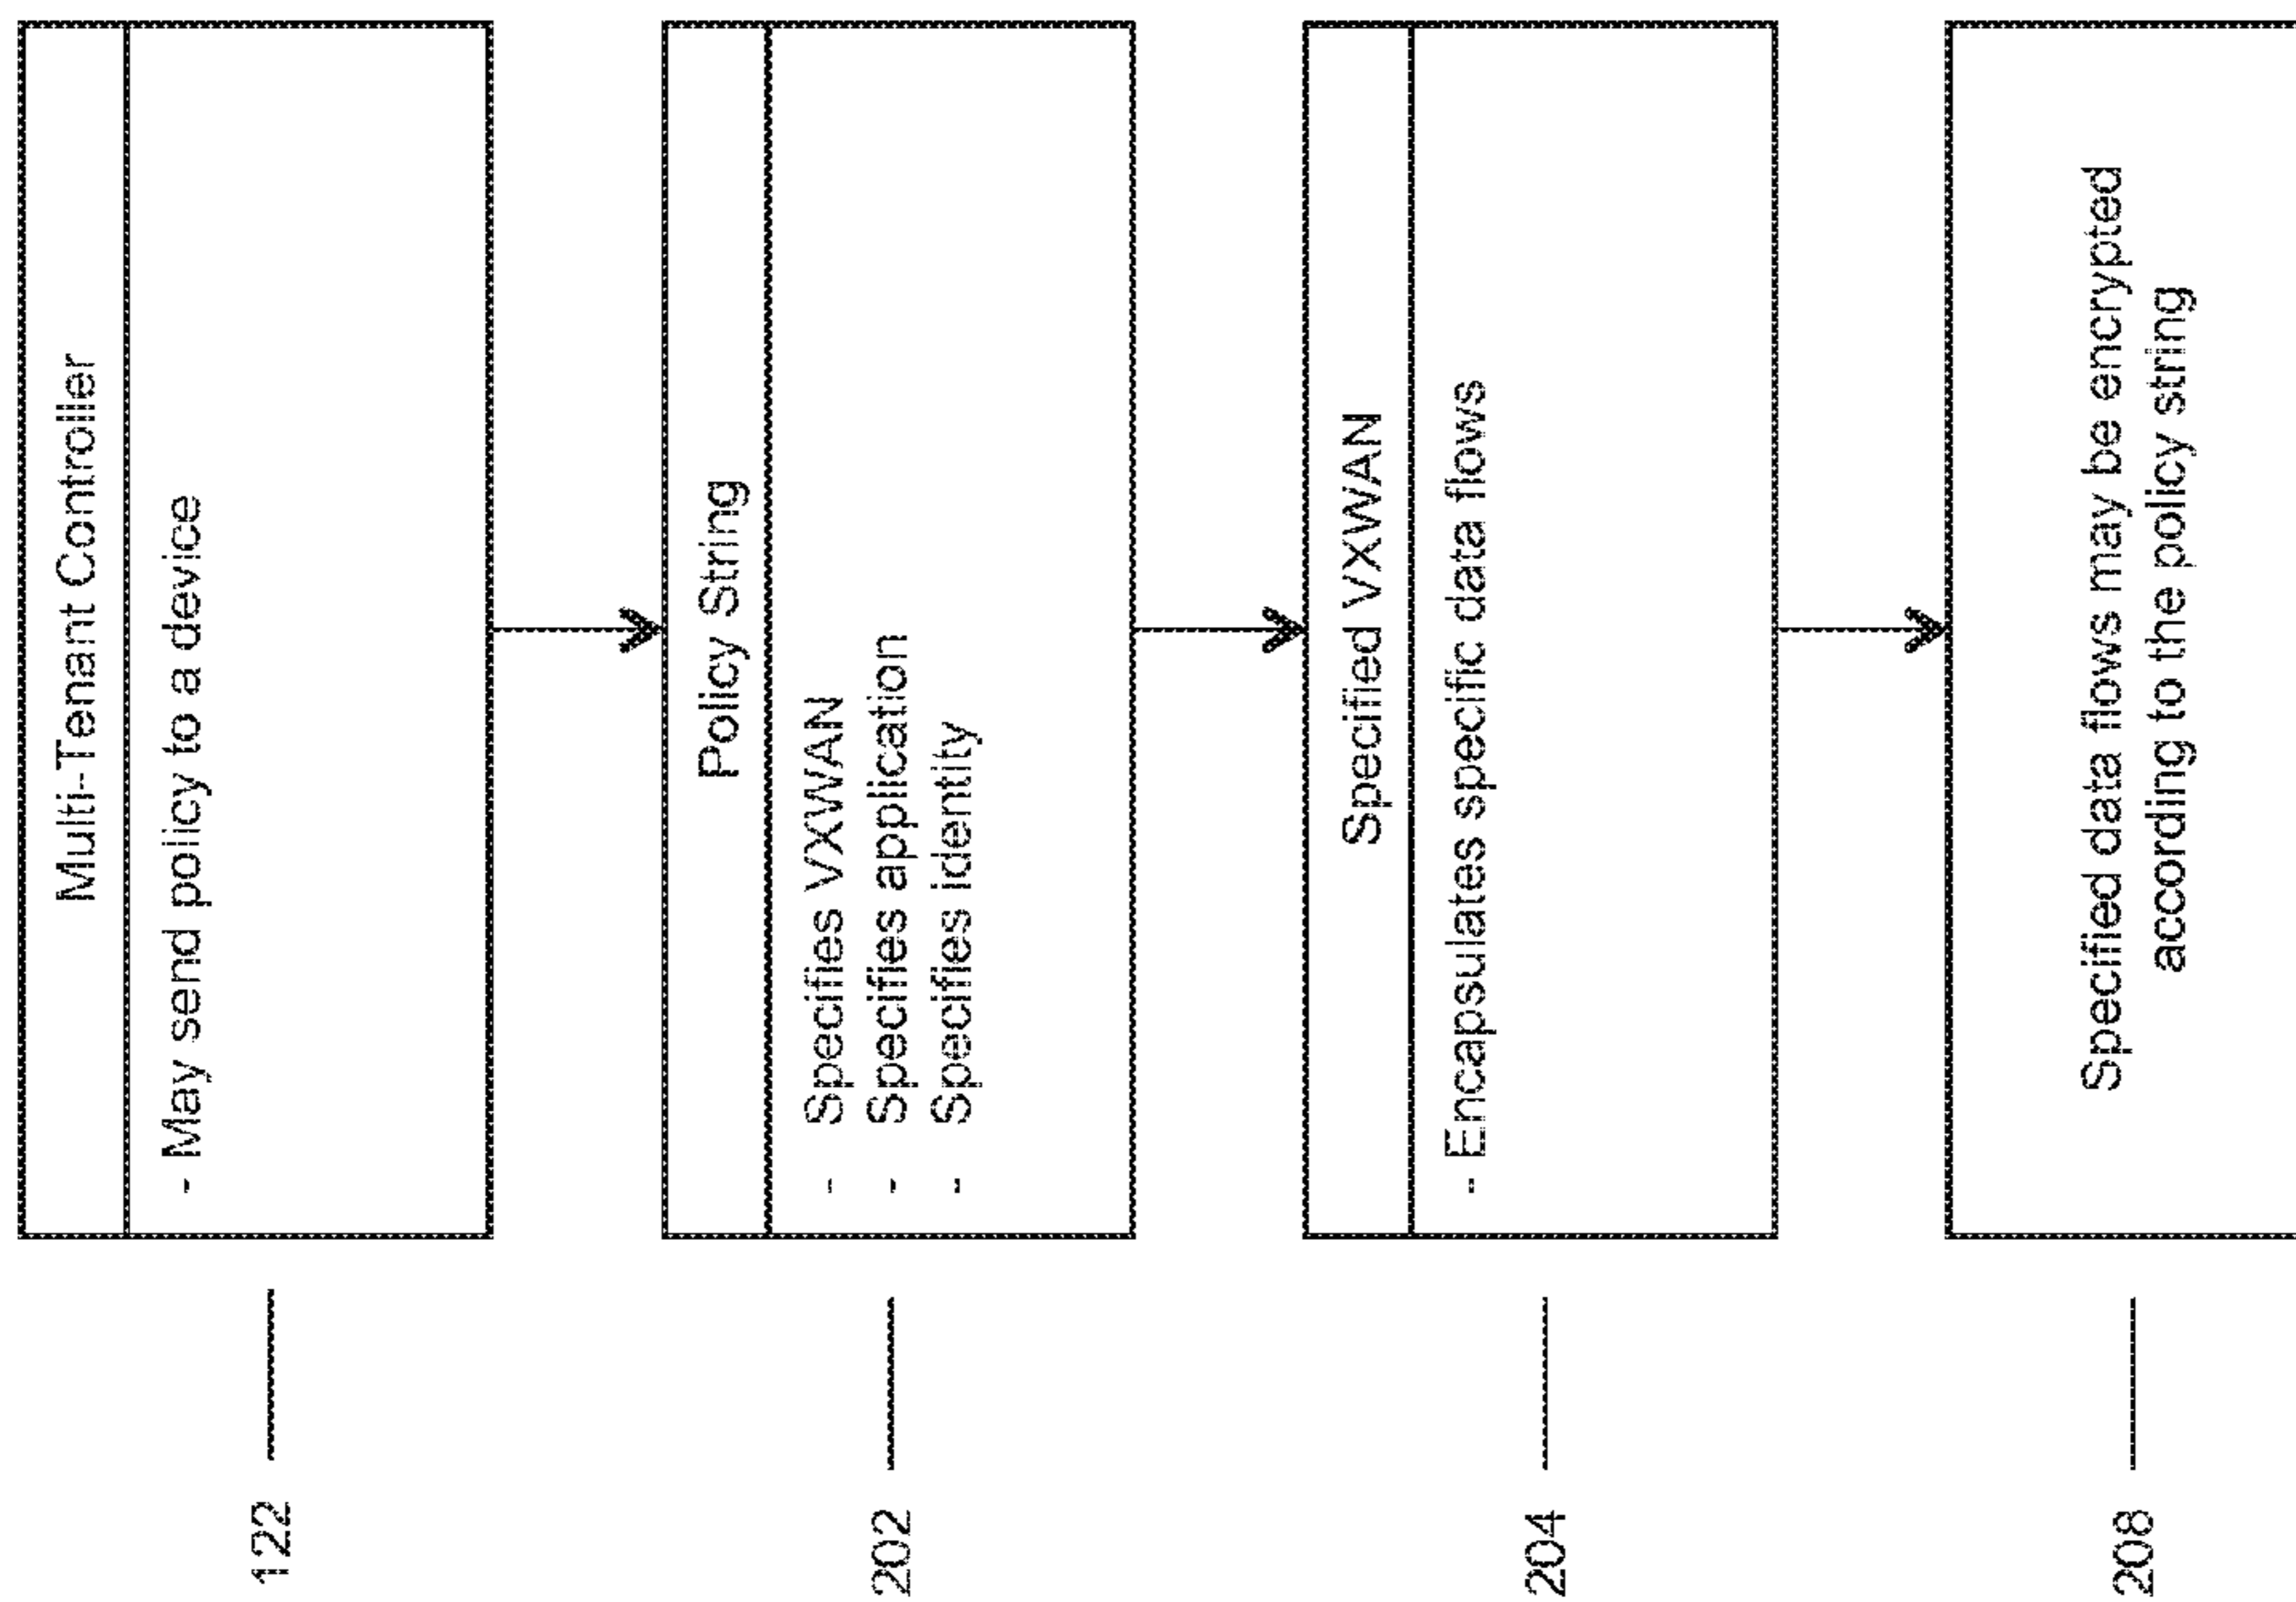 122
Multi-Tenant Controller
- May send policy to a device
202
Policy String
- Specifies VXWAN
- Specifies application
- Specifies identity
204
Specified VXWAN
- Encapsulates specific data flows
208
Specified data flows may be encrypted
according to the policy string